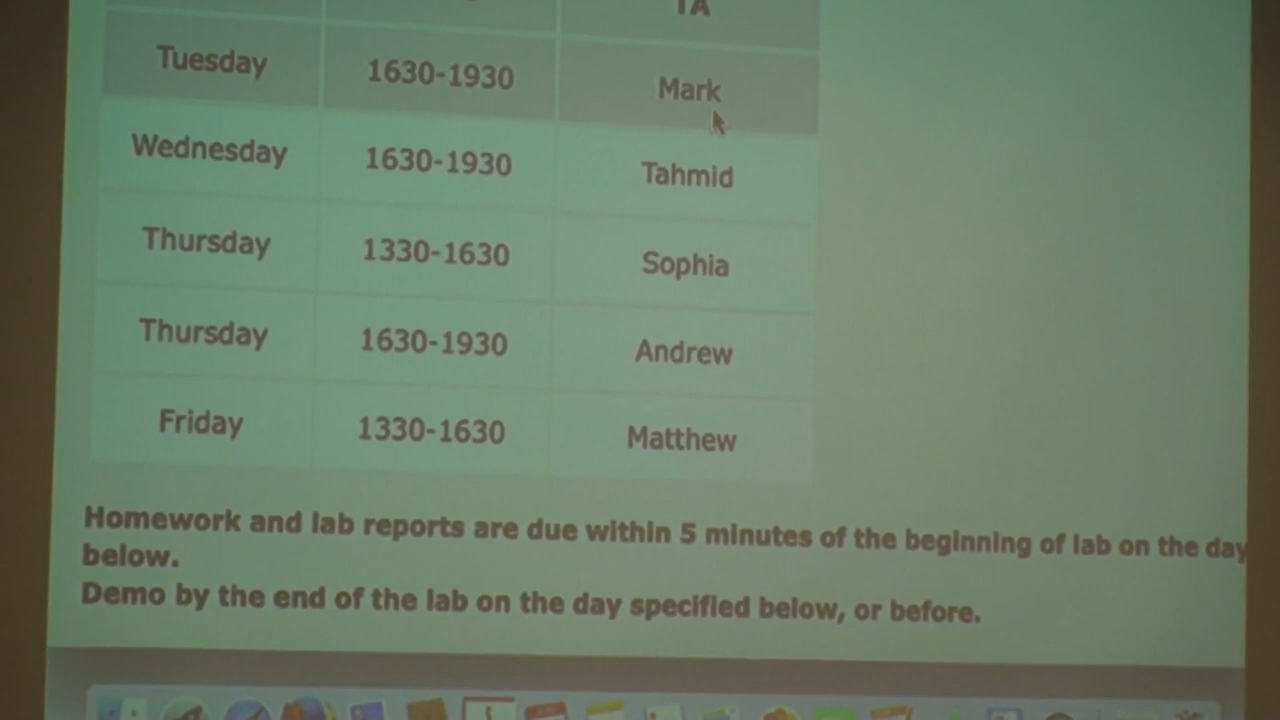 TA
Tuesday 1630-1930 Mark
Wednesday 1630-1930 Tahmid
Thursday 1330-1630 Sophia
Thursday 1630-1930 Andrew
Friday 1330-1630 Matthew
Homework and lab reports are due within 5 minutes of the beginning of lab on the day
below.
Demo by the end of the lab on the day specified below, or before.